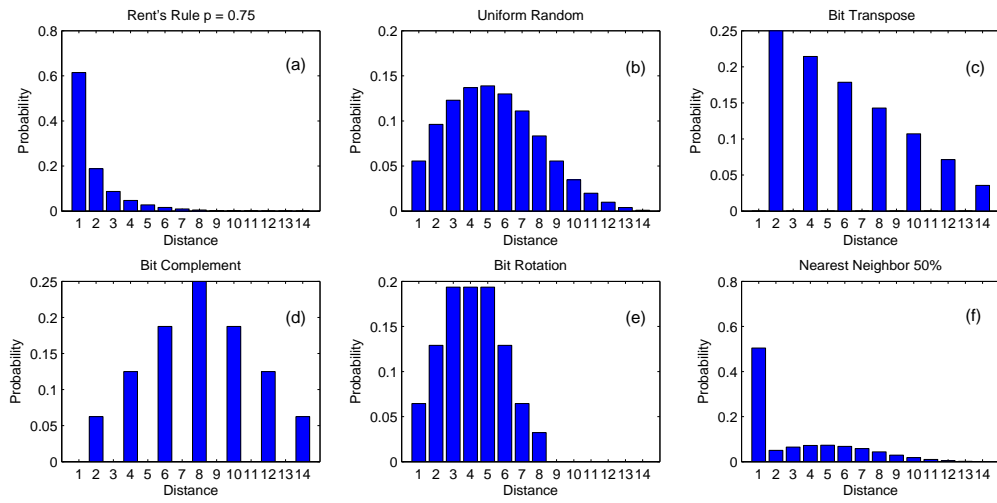 Rent's Rule p = 0.75
0.8
0.6
0.4
0.2
0
Probability
(a)
1 2 3 4 5 6 7 8 9 10 11 12 13 14
Distance
Uniform Random
0.2
0.15
0.1
0.05
0
Probability
(b)
1 2 3 4 5 6 7 8 9 10 11 12 13 14
Distance
Bit Transpose
0.25
0.2
0.15
0.1
0.05
0
Probability
(c)
1 2 3 4 5 6 7 8 9 10 11 12 13 14
Distance
Bit Complement
0.25
0.2
0.15
0.1
0.05
0
Probability
(d)
1 2 3 4 5 6 7 8 9 10 11 12 13 14
Distance
Bit Rotation
0.2
0.15
0.1
0.05
0
Probability
(e)
1 2 3 4 5 6 7 8 9 10 11 12 13 14
Distance
Nearest Neighbor 50%
0.8
0.6
0.4
0.2
0
Probability
(f)
1 2 3 4 5 6 7 8 9 10 11 12 13 14
Distance